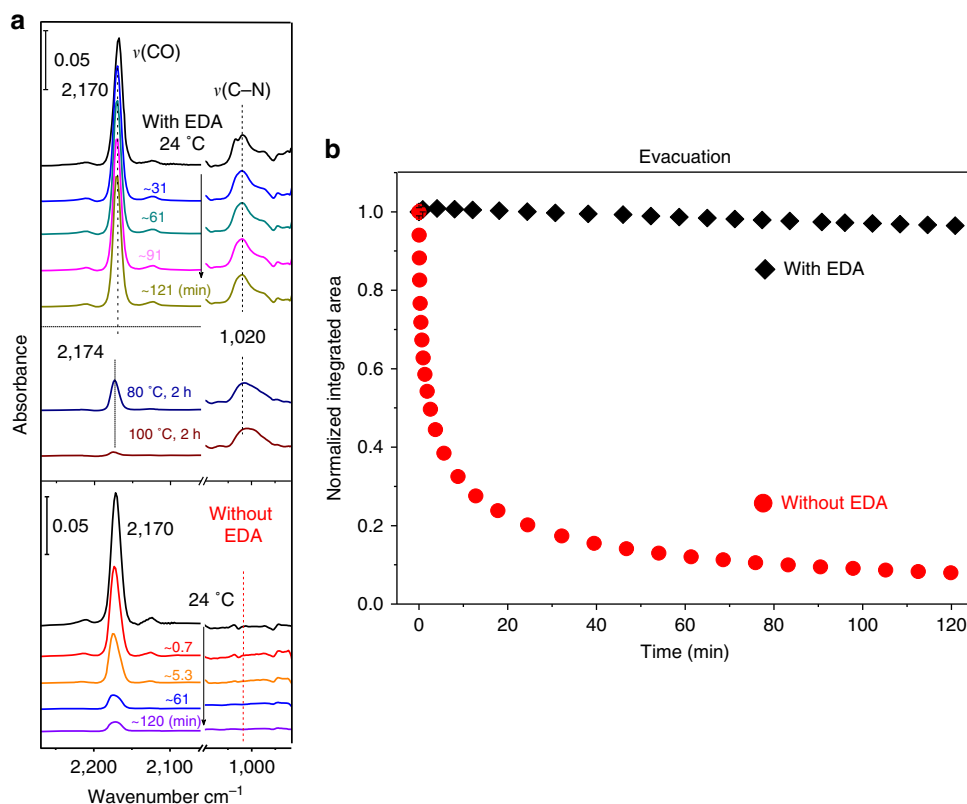 a
0.05
ν(CO)
2,170
ν(C–N)
With EDA
24 ˚C
~31
~61
~91
~121 (min)
1,020
2,174
80 ˚C, 2 h
100 ˚C, 2 h
Absorbance
0.05
2,170
Without
EDA
24 ˚C
~0.7
~5.3
~61
~120 (min)
2,200
2,100
1,000
Wavenumber cm⁻¹
b
Evacuation
1.0
0.8
0.6
0.4
0.2
0.0
Normalized integrated area
With EDA
Without EDA
0
20
40
60
80
100
120
Time (min)